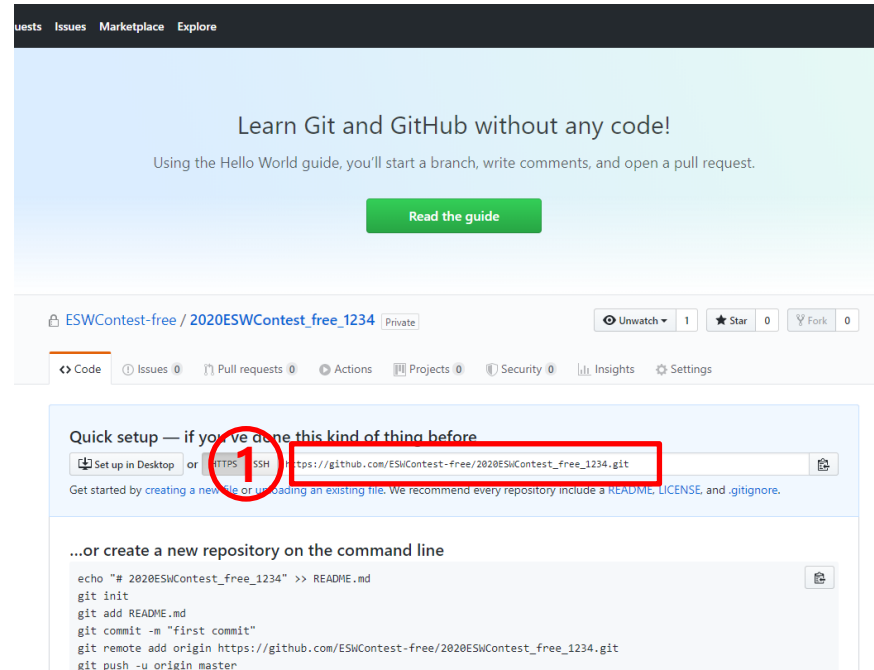 uests Issues Marketplace Explore
Learn Git and GitHub without any code!
Using the Hello World guide, you'll start a branch, write comments, and open a pull request.
Read the guide
ESWContest-free / 2020ESWContest_free_1234 Private
Unwatch 1 Star 0 Fork 0
Code Issues 0 Pull requests 0 Actions Projects 0 Security 0 Insights Settings
Quick setup — if you've done this kind of thing before
Set up in Desktop or HTTPS SSH https://github.com/ESWContest-free/2020ESWContest_free_1234.git
1
Get started by creating a new file or uploading an existing file. We recommend every repository include a README, LICENSE, and .gitignore.
...or create a new repository on the command line
echo "# 2020ESWContest_free_1234" >> README.md
git init
git add README.md
git commit -m "first commit"
git remote add origin https://github.com/ESWContest-free/2020ESWContest_free_1234.git
git push -u origin master